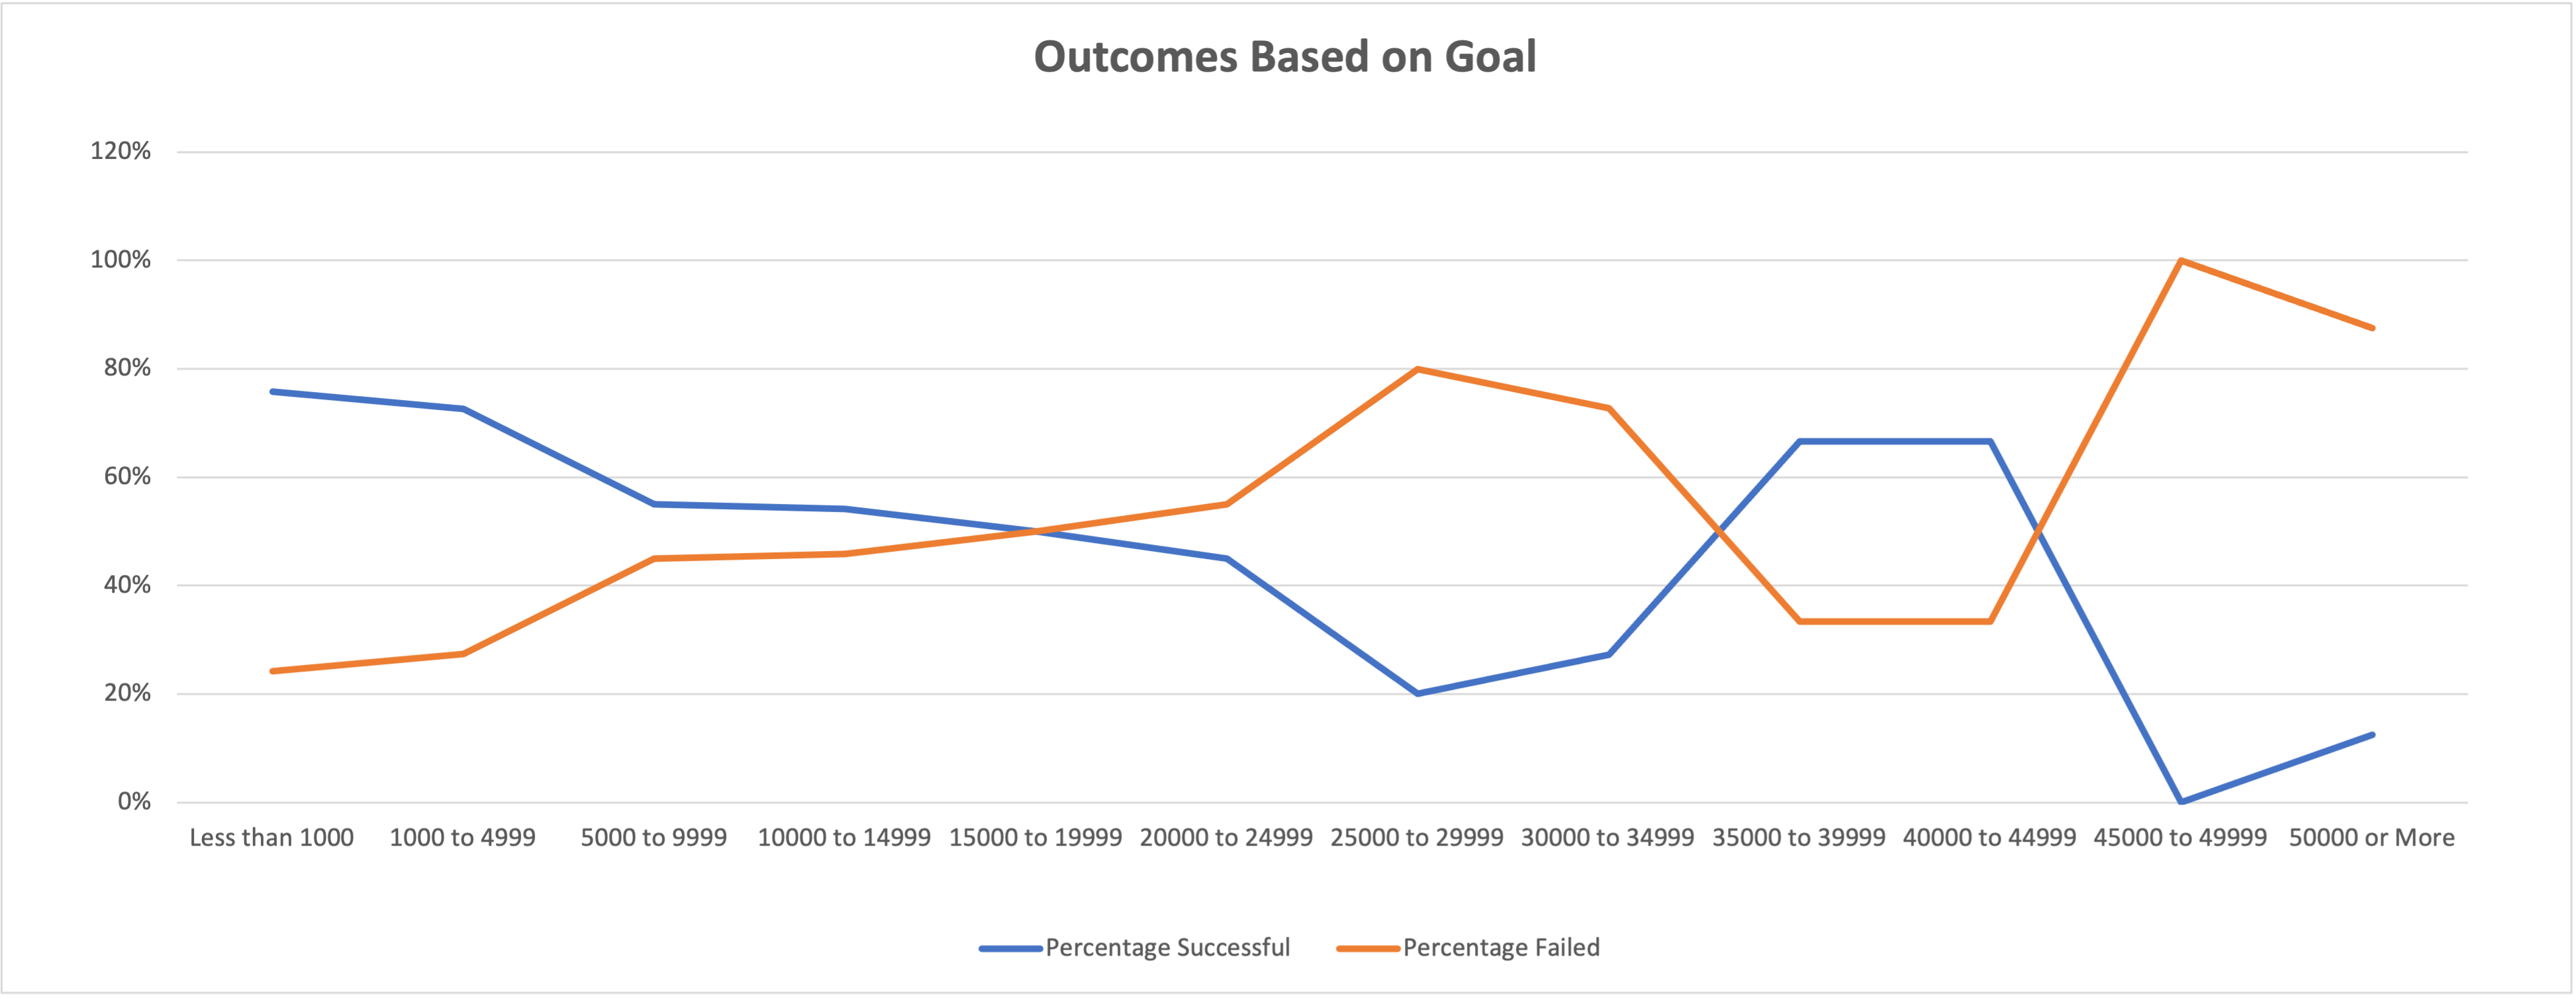 Outcomes Based on Goal
120%
100%
80%
60%
40%
20%
0%
Less than 1000 1000 to 4999 5000 to 9999 10000 to 14999 15000 to 19999 20000 to 24999 25000 to 29999 30000 to 34999 35000 to 39999 40000 to 44999 45000 to 49999 50000 or More
Percentage Successful Percentage Failed